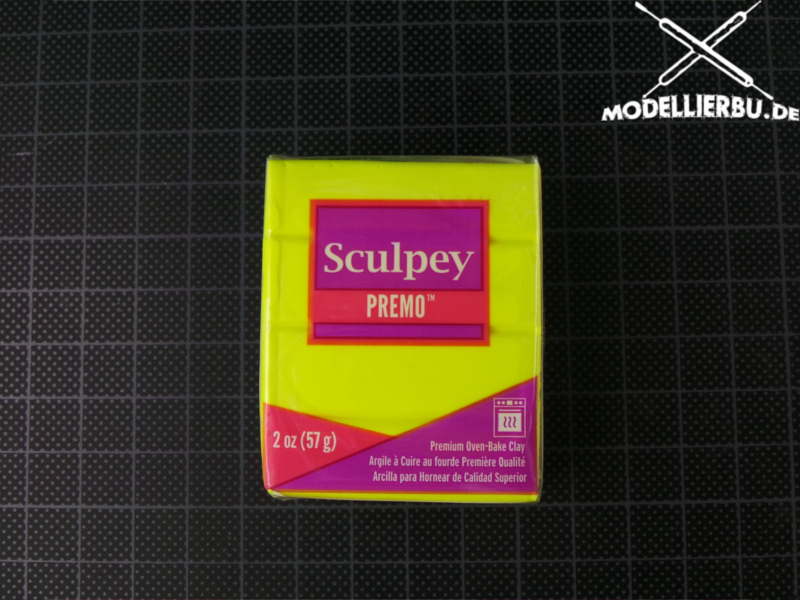 MODELLIERBU.DE
Sculpey
PREMO™
2 oz (57 g)
Premium Oven-Bake Clay
Argile à Cuire au fourde Première Qualité
Arcilla para Hornear de Calidad Superior